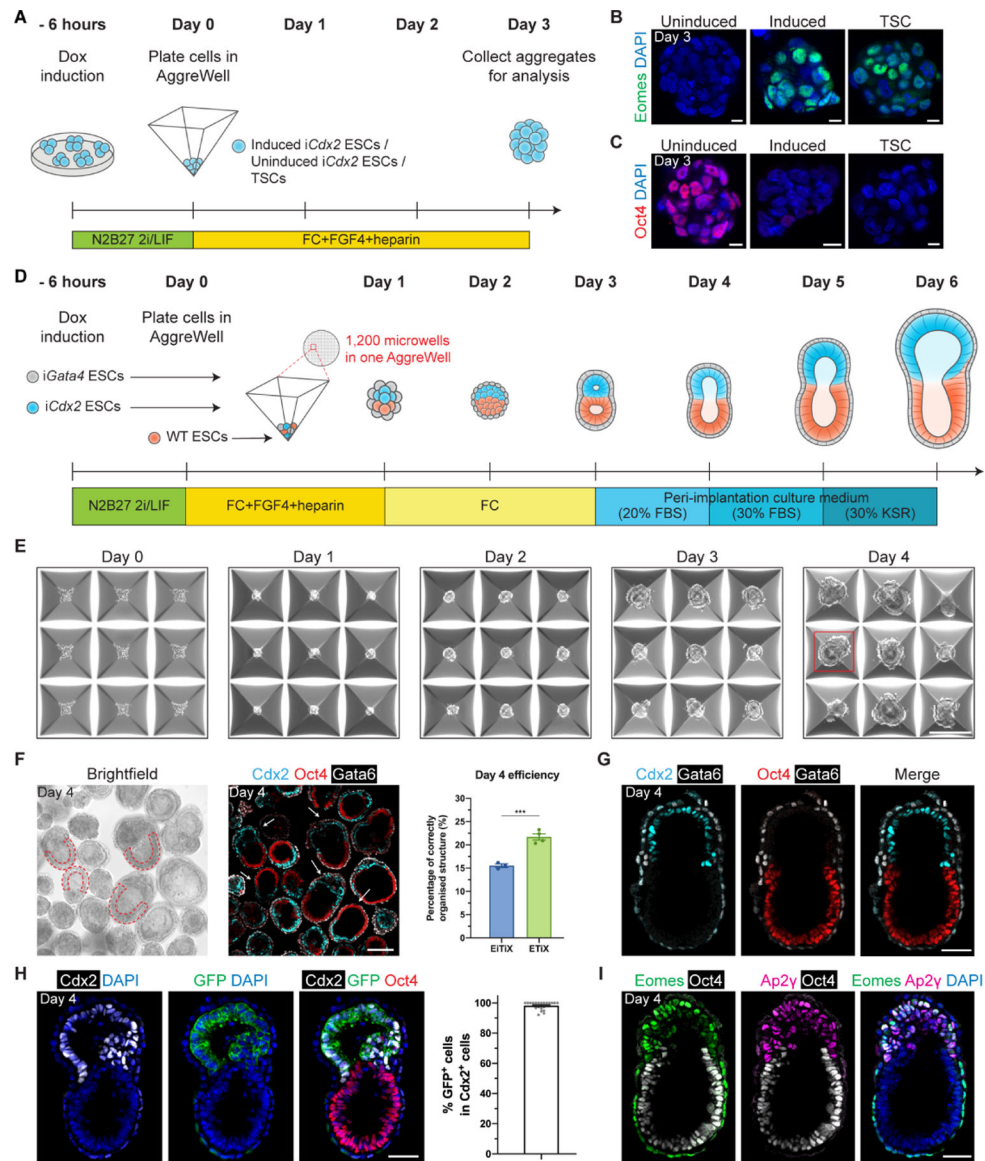 A
- 6 hours Day 0 Day 1 Day 2 Day 3
Dox
induction
Plate cells in
AggreWell
Collect aggregates
for analysis
Induced iCdx2 ESCs /
Uninduced iCdx2 ESCs /
TSCs
N2B27 2i/LIF FC+FGF4+heparin
B
Uninduced Induced TSC
Day 3
Eomes DAPI
C
Uninduced Induced TSC
Day 3
Oct4 DAPI
D
- 6 hours Day 0 Day 1 Day 2 Day 3 Day 4 Day 5 Day 6
Dox
induction
Plate cells in
AggreWell
1,200 microwells
in one AggreWell
iGata4 ESCs
iCdx2 ESCs
WT ESCs
N2B27 2i/LIF FC+FGF4+heparin FC
Peri-implantation culture medium
(20% FBS) (30% FBS) (30% KSR)
E
Day 0 Day 1 Day 2 Day 3 Day 4
F
Brightfield
Day 4
Cdx2 Oct4 Gata6
Day 4
Day 4 efficiency
Percentage of correctly
organised structure (%)
30
25
20
15
10
5
0
***
EiTiX ETiX
G
Cdx2 Gata6 Oct4 Gata6 Merge
Day 4
H
Cdx2 DAPI GFP DAPI Cdx2 GFP Oct4
Day 4
% GFP+ cells
in Cdx2+ cells
100
80
60
40
20
0
I
Eomes Oct4 Ap2γ Oct4 Eomes Ap2γ DAPI
Day 4